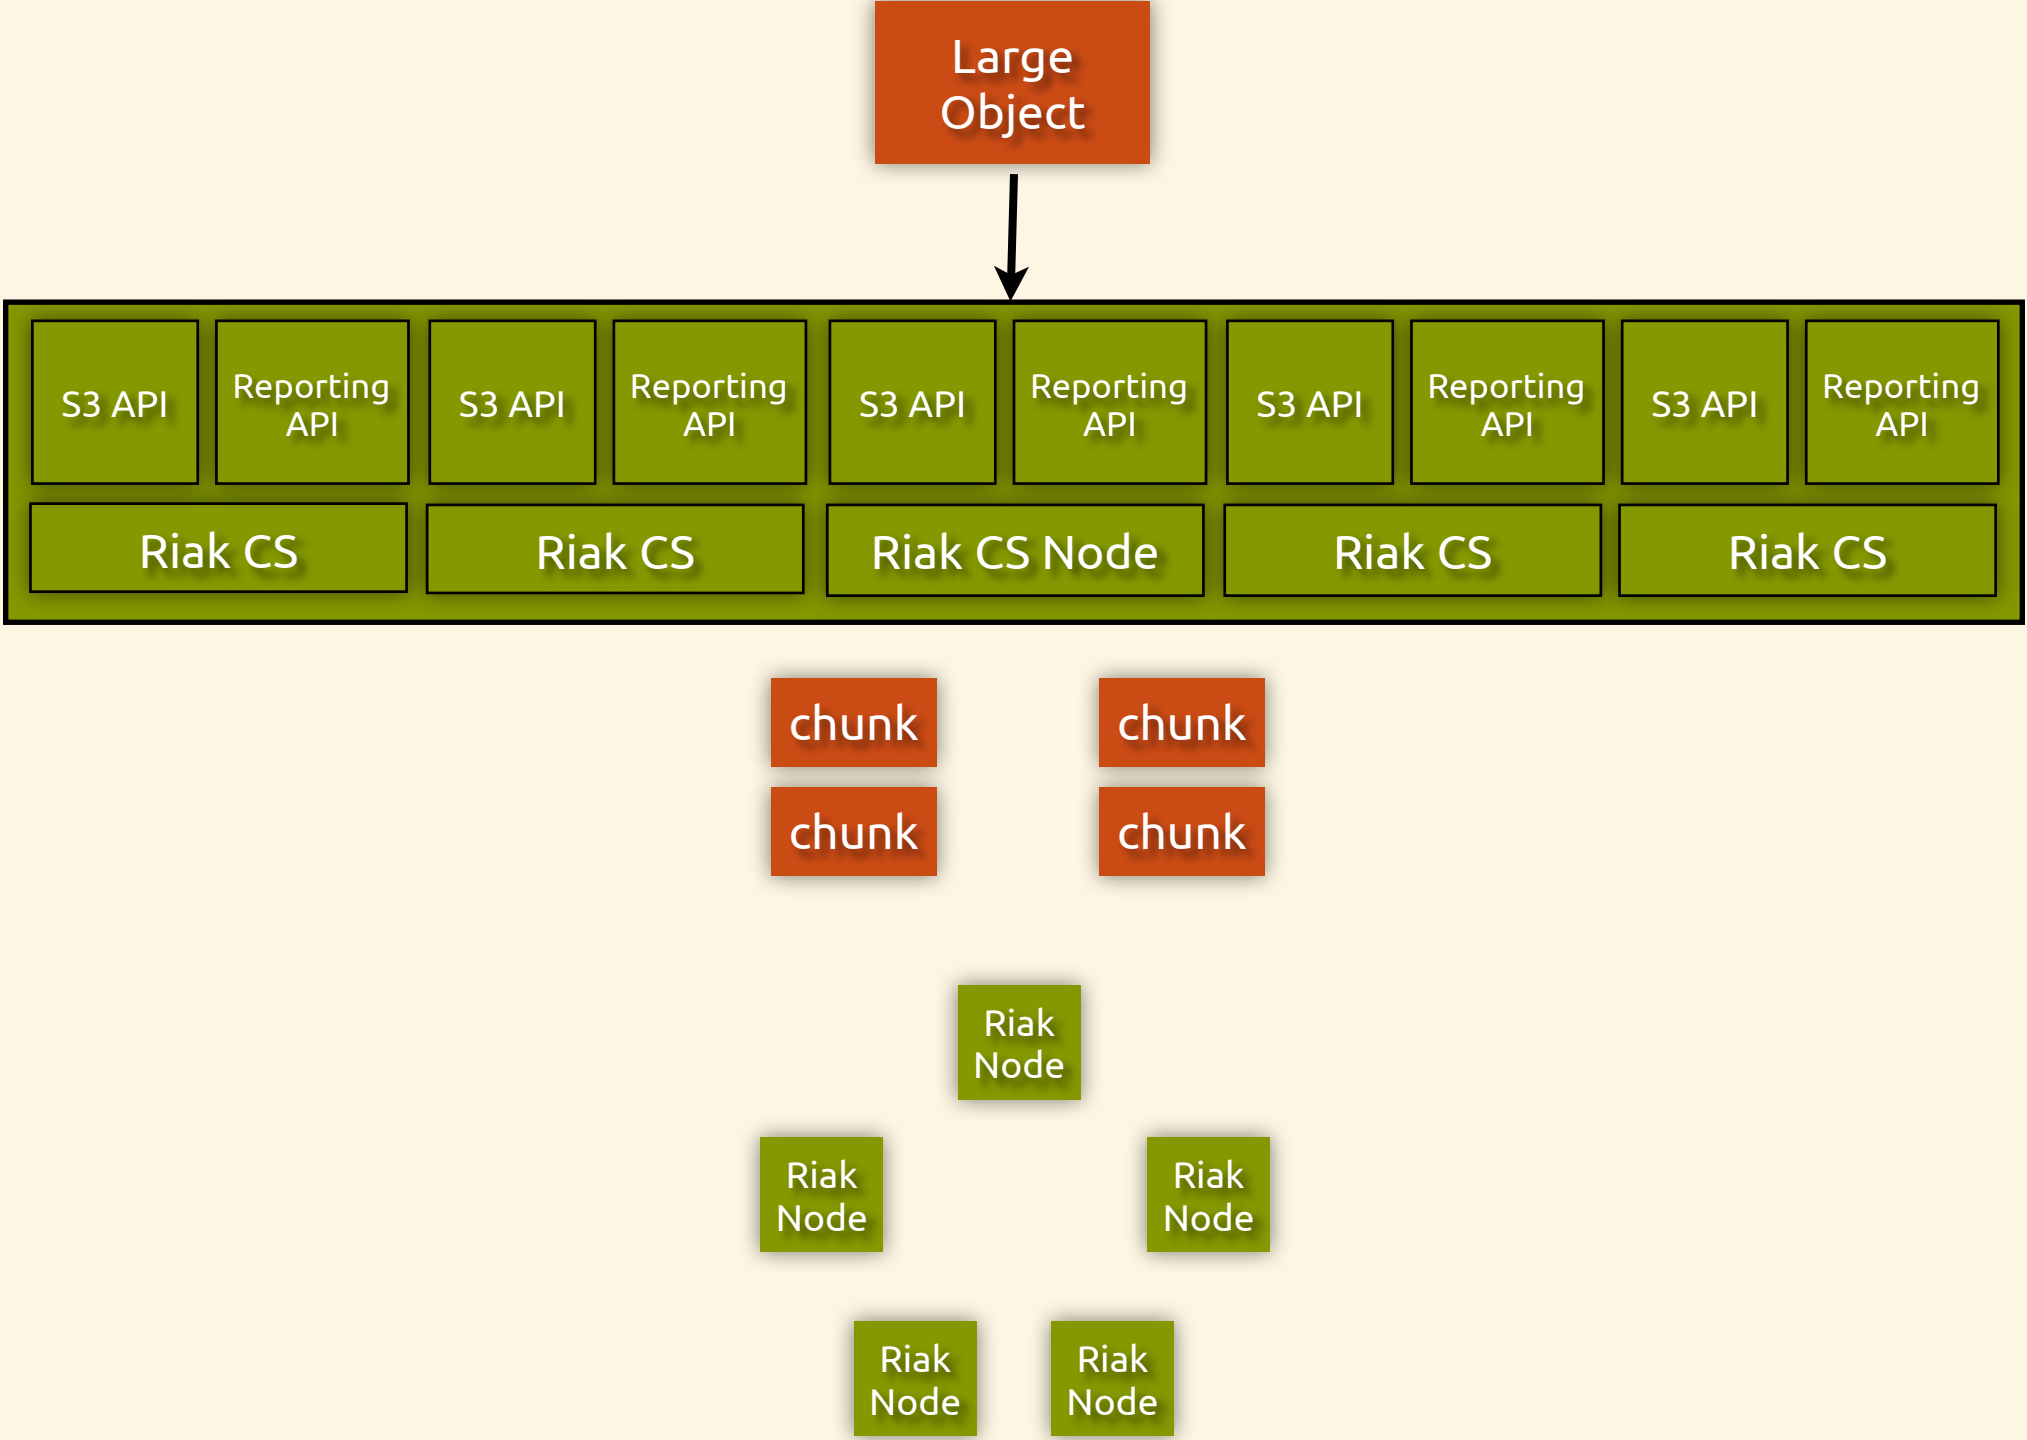 Large
Object
S3 API
Reporting
API
S3 API
Reporting
API
S3 API
Reporting
API
S3 API
Reporting
API
S3 API
Reporting
API
Riak CS
Riak CS
Riak CS Node
Riak CS
Riak CS
chunk
chunk
chunk
chunk
Riak
Node
Riak
Node
Riak
Node
Riak
Node
Riak
Node